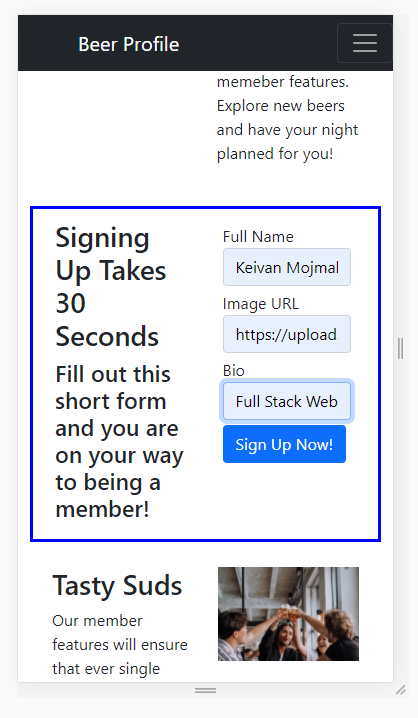 Beer Profile
memeber features.
Explore new beers
and have your night
planned for you!
Signing
Up Takes
30
Seconds
Fill out this
short form
and you are
on your way
to being a
member!
Full Name
Keivan Mojmal
Image URL
https://upload
Bio
Full Stack Web
Sign Up Now!
Tasty Suds
Our member
features will ensure
that ever single